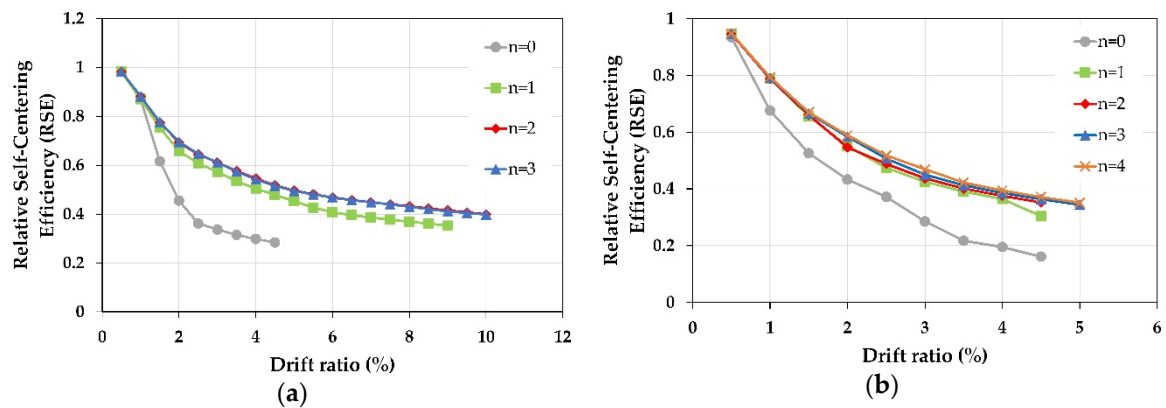 Relative Self-Centering
Efficiency (RSE)
1.2
1
0.8
0.6
0.4
0.2
0
0 2 4 6 8 10 12
Drift ratio (%)
n=0
n=1
n=2
n=3
(a)
Relative Self-Centering
Efficiency (RSE)
1
0.8
0.6
0.4
0.2
0
0 1 2 3 4 5 6
Drift ratio (%)
n=0
n=1
n=2
n=3
n=4
(b)